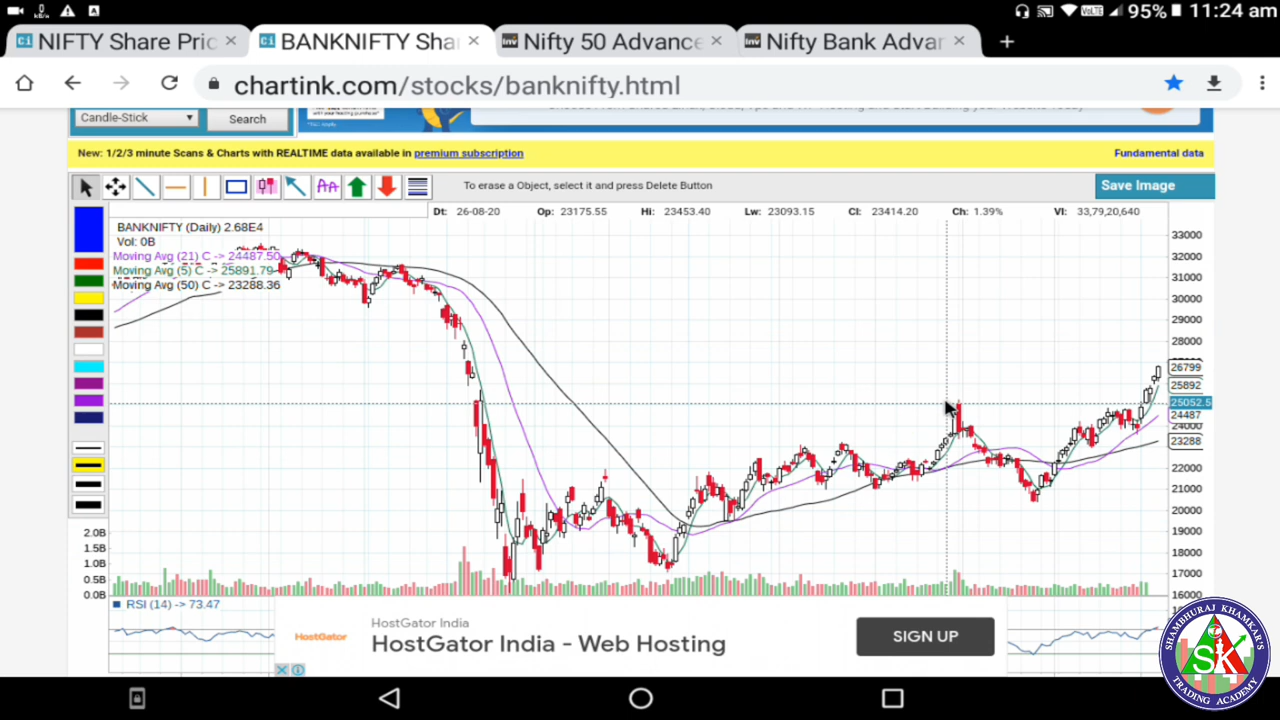 95% 11:24 am
NIFTY Share Pric
BANKNIFTY Sha
Nifty 50 Advance
Nifty Bank Advar
chartink.com/stocks/banknifty.html
Candle-Stick
Search
New: 1/2/3 minute Scans & Charts with REALTIME data available in premium subscription
Fundamental data
To erase a Object, select it and press Delete Button
Save Image
Dt: 26-08-20 Op: 23175.55 Hi: 23453.40 Lw: 23093.15 Cl: 23414.20 Ch: 1.39% Vl: 33,79,20,640
BANKNIFTY (Daily) 2.68E4
Vol: 0B
Moving Avg (21) C -> 24487.50
Moving Avg (5) C -> 25891.79
Moving Avg (50) C -> 23288.36
33000
32000
31000
30000
29000
28000
26799
25892
25052.5
24487
24000
23288
22000
21000
20000
19000
18000
17000
16000
2.0B
1.5B
1.0B
0.5B
0.0B
RSI (14) -> 73.47
HostGator
HostGator India
HostGator India - Web Hosting
SIGN UP
SHAMBHURAJ KHAMKAR'S
SK
TRADING ACADEMY